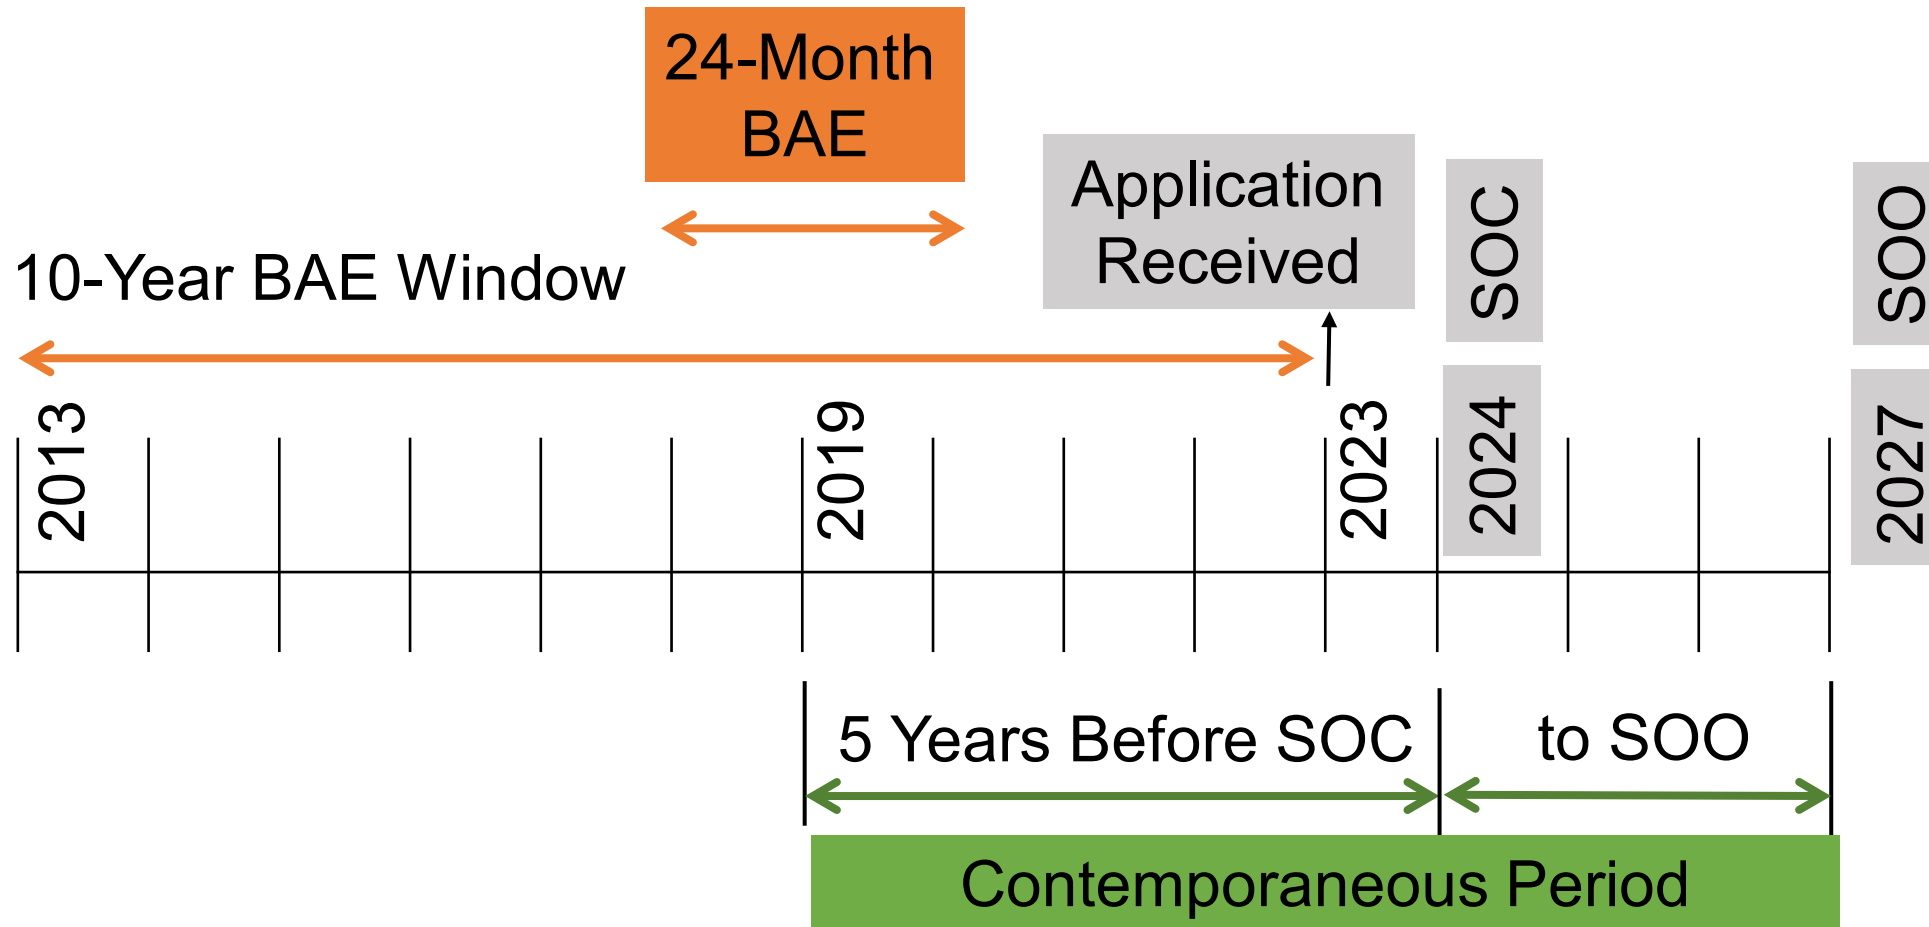 24-Month
BAE
Application
Received
SOC
SOO
10-Year BAE Window
2013
2019
2023
2024
2027
5 Years Before SOC
to SOO
Contemporaneous Period